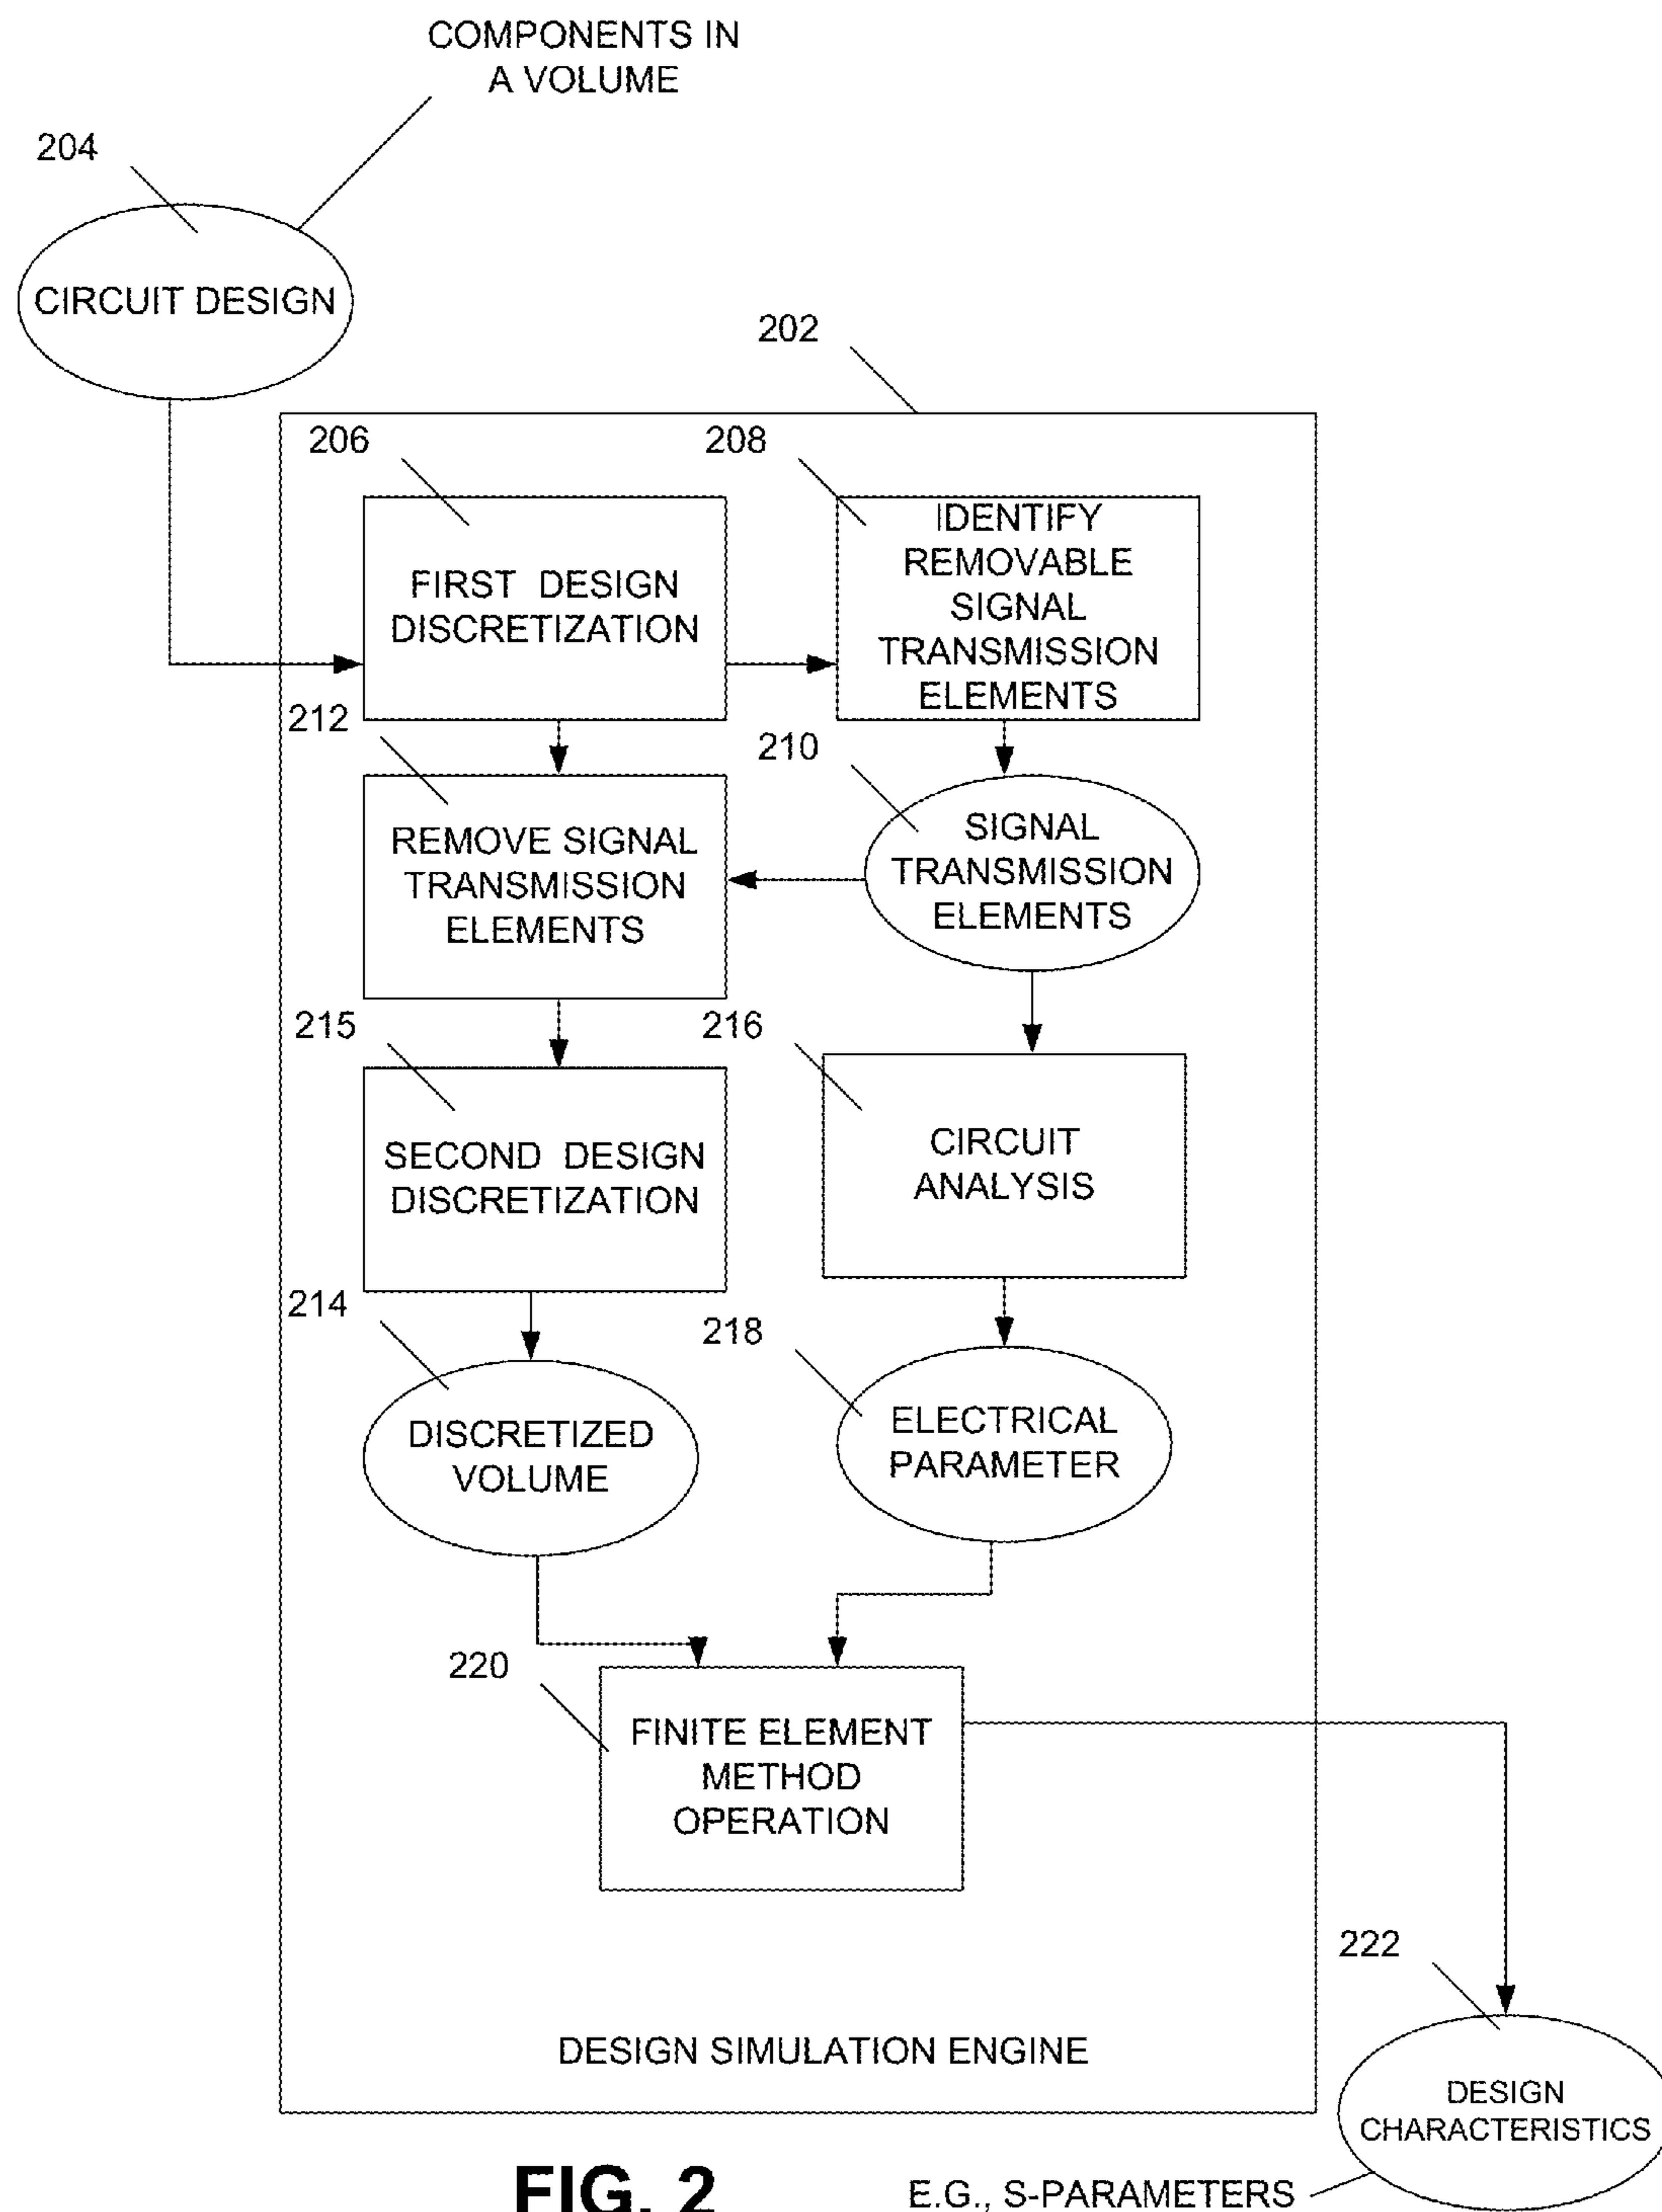 COMPONENTS IN
A VOLUME
204
CIRCUIT DESIGN
202
206
208
FIRST DESIGN
DISCRETIZATION
IDENTIFY
REMOVABLE
SIGNAL
TRANSMISSION
ELEMENTS
212
210
REMOVE SIGNAL
TRANSMISSION
ELEMENTS
SIGNAL
TRANSMISSION
ELEMENTS
215
216
SECOND DESIGN
DISCRETIZATION
CIRCUIT
ANALYSIS
214
218
DISCRETIZED
VOLUME
ELECTRICAL
PARAMETER
220
FINITE ELEMENT
METHOD
OPERATION
222
DESIGN SIMULATION ENGINE
DESIGN
CHARACTERISTICS
FIG. 2
E.G., S-PARAMETERS